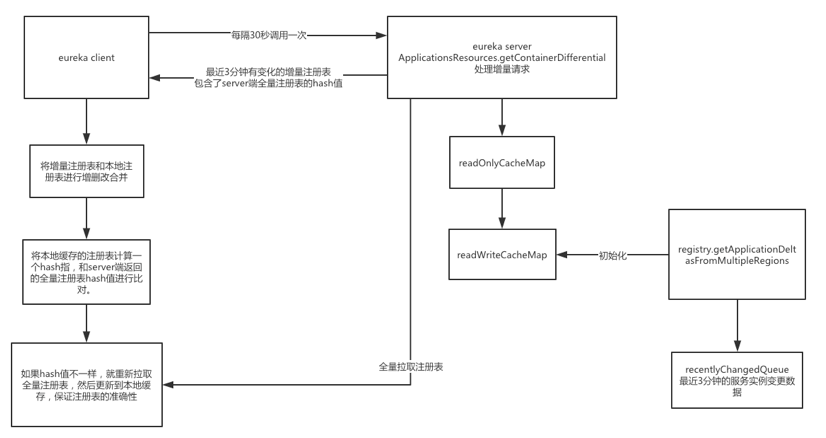 eureka client
每隔30秒调用一次
eureka server
ApplicationsResources.getContainerDifferential
处理增量请求
最近3分钟有变化的增量注册表
包含了server端全量注册表的hash值
将增量注册表和本地注
册表进行增删改合并
readOnlyCacheMap
将本地缓存的注册表计算一
个hash指，和server端返回
的全量注册表hash值进行比
对。
readWriteCacheMap
初始化
registry.getApplicationDelt
asFromMultipleRegions
如果hash值不一样，就重新拉取
全量注册表，然后更新到本地缓
存，保证注册表的准确性
全量拉取注册表
recentlyChangedQueue
最近3分钟的服务实例变更数
据